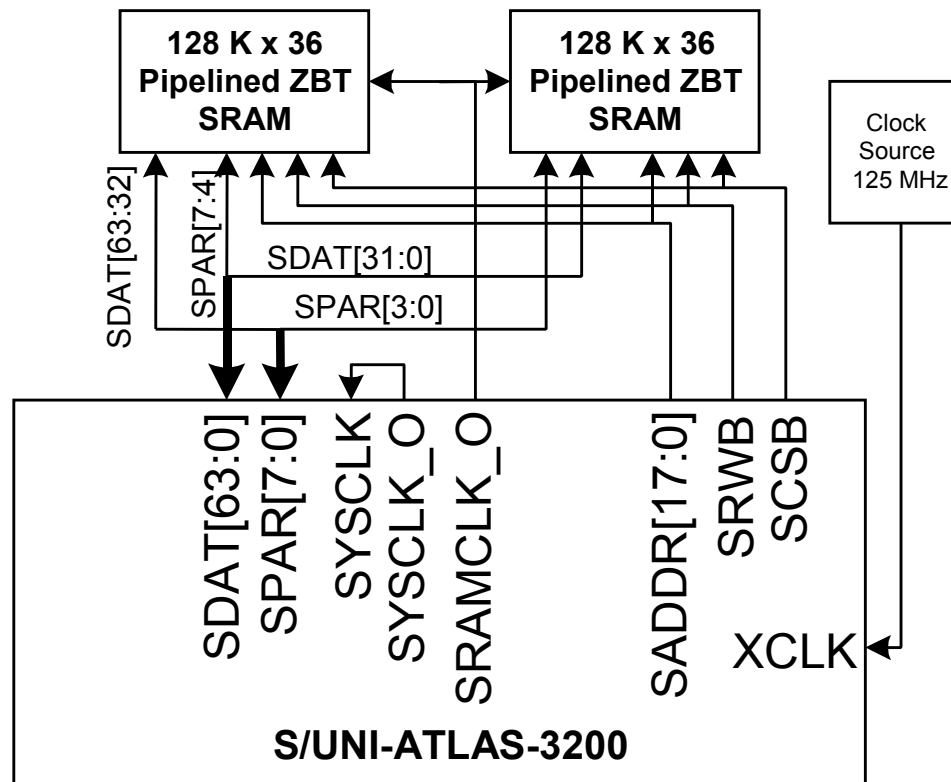 128 K x 36
Pipelined ZBT
SRAM
128 K x 36
Pipelined ZBT
SRAM
Clock
Source
125 MHz
SDAT[63:32]
SPAR[7:4]
SDAT[31:0]
SPAR[3:0]
SDAT[63:0]
SPAR[7:0]
SYSCLK
SYSCLK_O
SRAMCLK_O
SADDR[17:0]
SRWB
SCSB
XCLK
S/UNI-ATLAS-3200